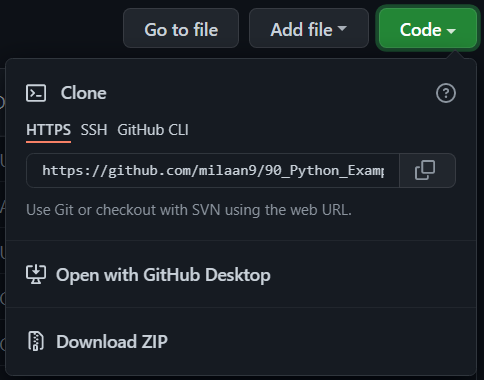 Go to file Add file Code
Clone
HTTPS SSH GitHub CLI
https://github.com/milaan9/90_Python_Examp
Use Git or checkout with SVN using the web URL.
Open with GitHub Desktop
Download ZIP